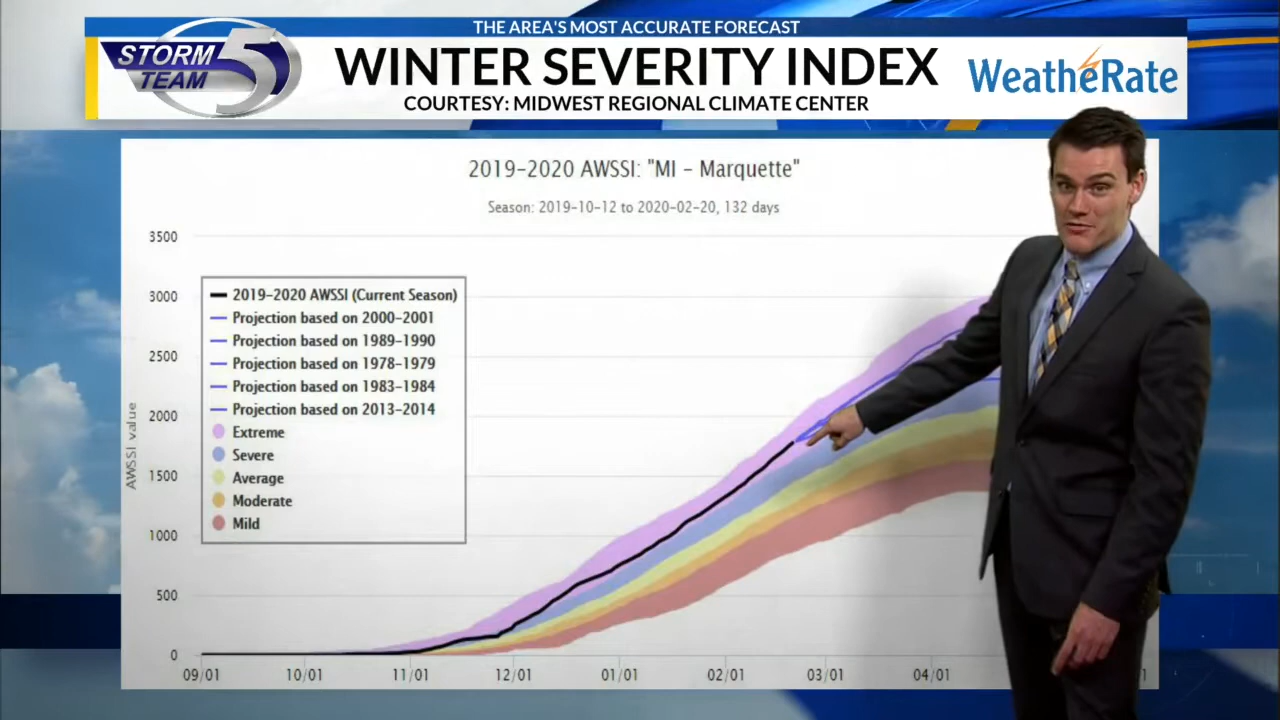 THE AREA'S MOST ACCURATE FORECAST
STORM TEAM 5
WINTER SEVERITY INDEX
WeatheRate
COURTESY: MIDWEST REGIONAL CLIMATE CENTER
2019-2020 AWSSI: "MI - Marquette"
Season: 2019-10-12 to 2020-02-20, 132 days
AWSSI value
3500
3000
2500
2000
1500
1000
500
0
2019-2020 AWSSI (Current Season)
Projection based on 2000-2001
Projection based on 1989-1990
Projection based on 1978-1979
Projection based on 1983-1984
Projection based on 2013-2014
Extreme
Severe
Average
Moderate
Mild
09/01 10/01 11/01 12/01 01/01 02/01 03/01 04/01